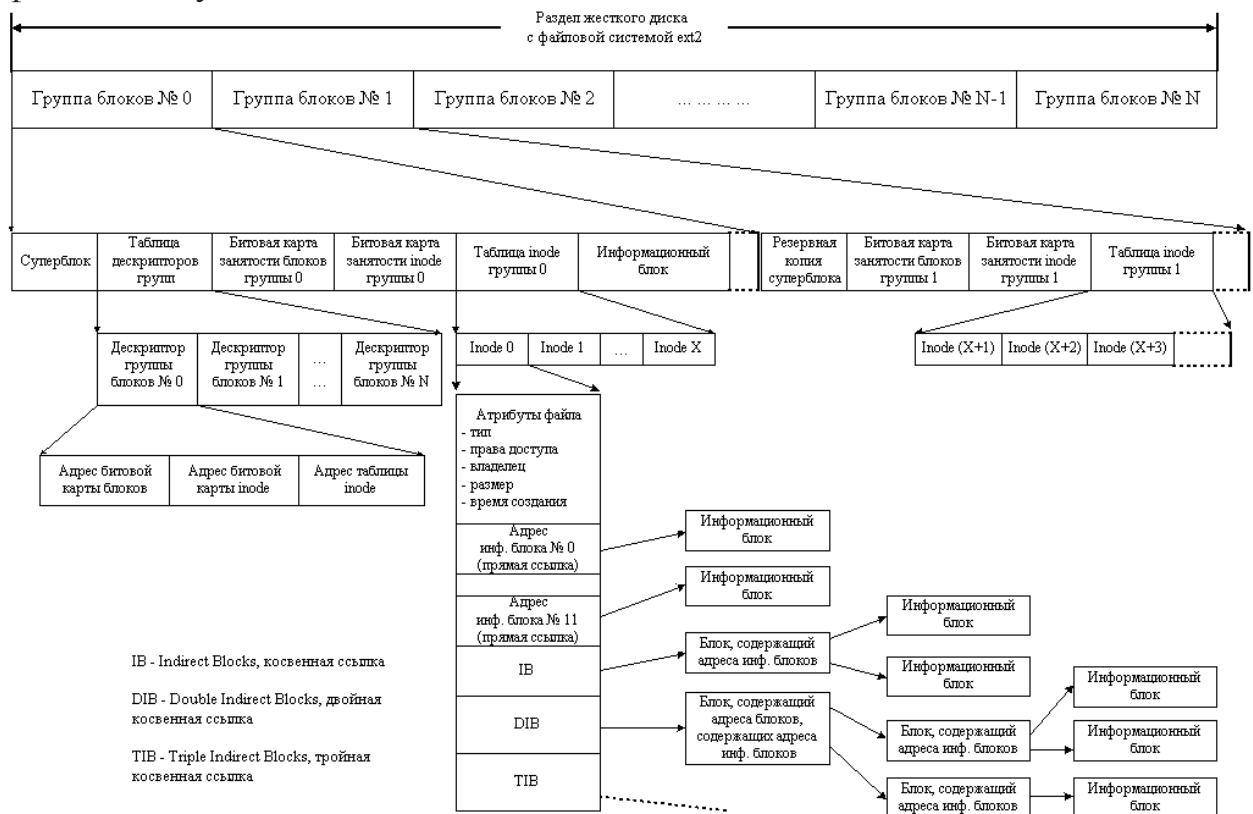 Раздел жесткого диска
с файловой системой ext2
Группа блоков № 0
Группа блоков № 1
Группа блоков № 2
... ... ... ...
Группа блоков № N-1
Группа блоков № N
Суперблок
Таблица
дескрипторов
групп
Битовая карта
занятости блоков
группы 0
Битовая карта
занятости inode
группы 0
Таблица inode
группы 0
Информационный
блок
Резервная
копия
суперблока
Битовая карта
занятости блоков
группы 1
Битовая карта
занятости inode
группы 1
Таблица inode
группы 1
Дескриптор
группы
блоков № 0
Дескриптор
группы
блоков № 1
...
...
Дескриптор
группы
блоков № N
Inode 0
Inode 1
...
Inode X
Inode (X+1)
Inode (X+2)
Inode (X+3)
Адрес битовой
карты блоков
Адрес битовой
карты inode
Адрес таблицы
inode
Атрибуты файла
- тип
- права доступа
- владелец
- размер
- время создания
Адрес
инф. блока № 0
(прямая ссылка)
Информационный
блок
Адрес
инф. блока № 11
(прямая ссылка)
Информационный
блок
IB
Блок, содержащий
адреса инф. блоков
Информационный
блок
Информационный
блок
DIB
Блок, содержащий
адреса блоков,
содержащих адреса
инф. блоков
Блок, содержащий
адреса инф. блоков
Информационный
блок
Информационный
блок
Блок, содержащий
адреса инф. блоков
Информационный
блок
TIB
IB - Indirect Blocks, косвенная ссылка
DIB - Double Indirect Blocks, двойная
косвенная ссылка
TIB - Triple Indirect Blocks, тройная
косвенная ссылка